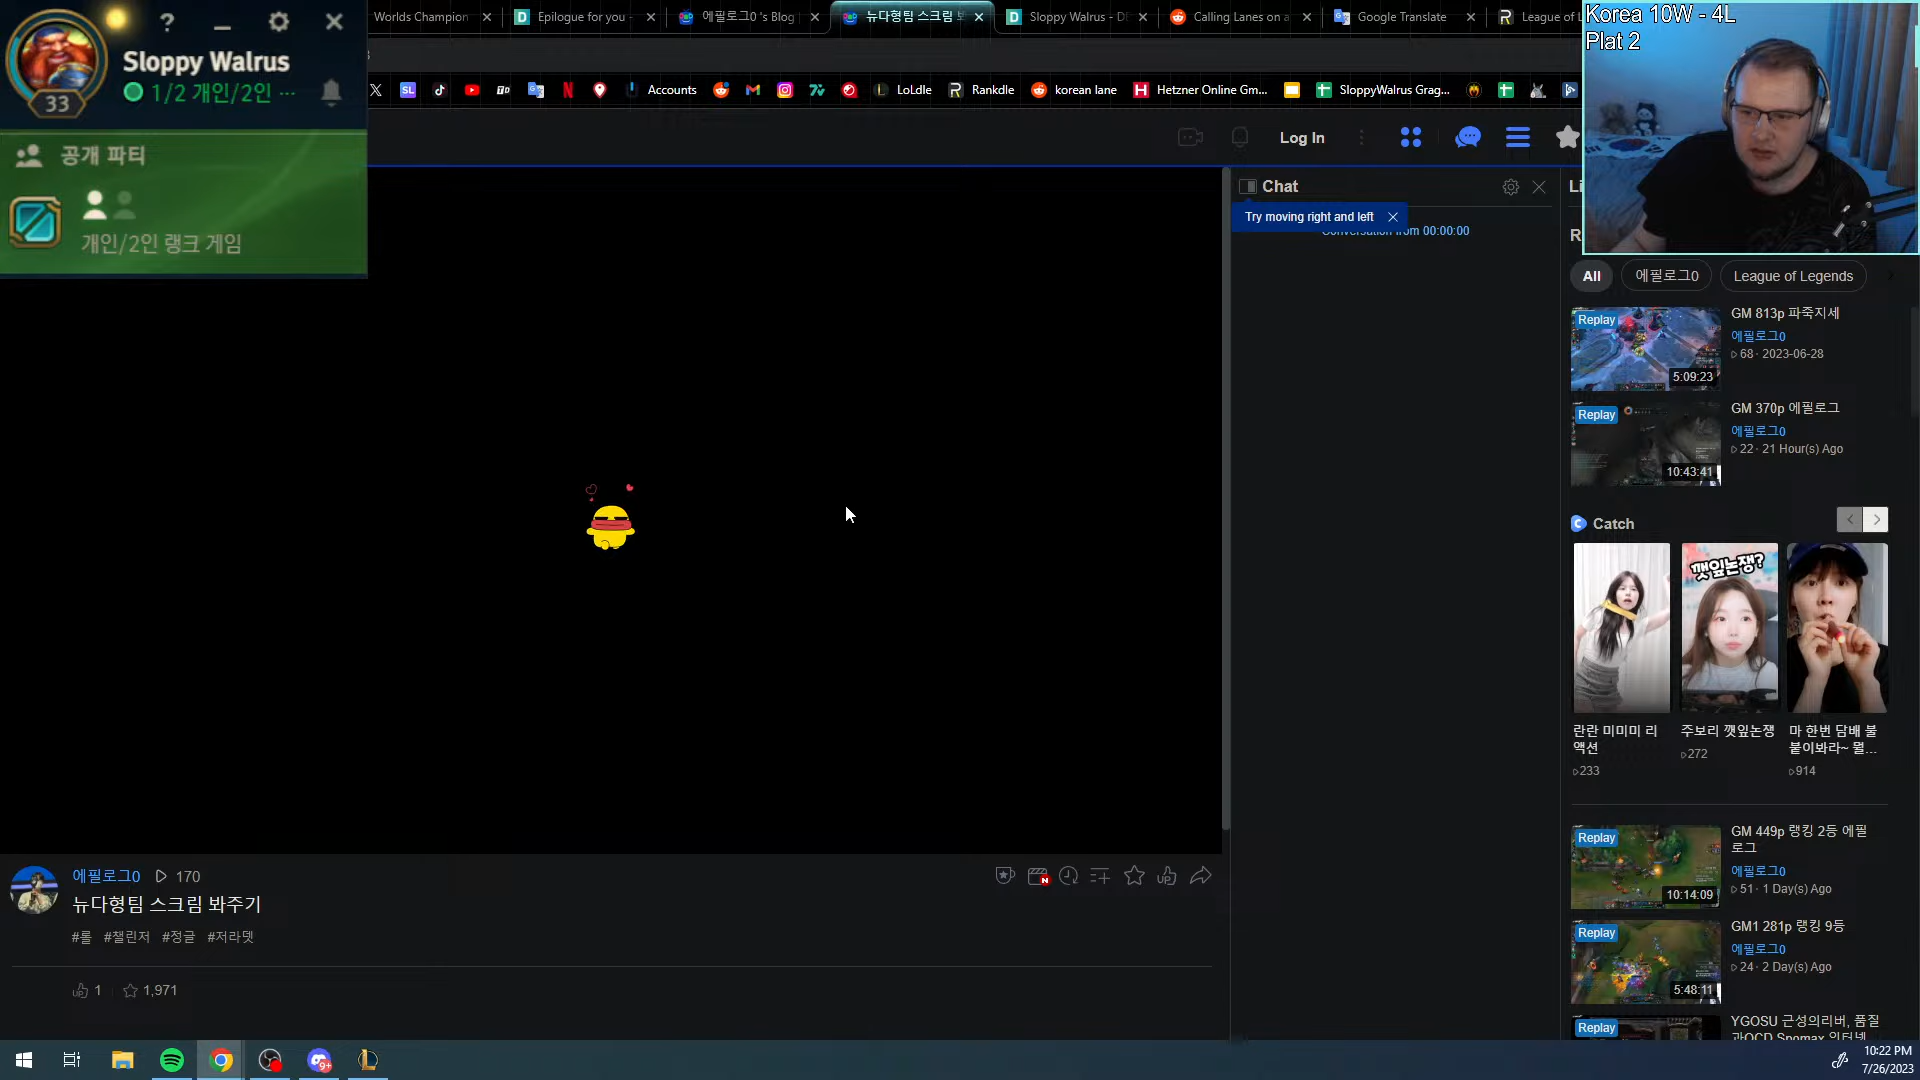 Sloppy Walrus
33
1/2 개인/2인 ...
공개 파티
개인/2인 랭크 게임
Worlds Champion
Epilogue for you -
에필로그0 's Blog
뉴다형팀 스크림 보
Sloppy Walrus - D
Calling Lanes on a
Google Translate
League of L
Korea 10W - 4L
Plat 2
Accounts
LoLdle
Rankdle
korean lane
Hetzner Online Gm...
SloppyWalrus Grag...
Log In
Chat
Try moving right and left
Conversation from 00:00:00
All
에필로그0
League of Legends
Replay
5:09:23
GM 813p 파죽지세
에필로그0
68 · 2023-06-28
Replay
10:43:41
GM 370p 에필로그
에필로그0
22 · 21 Hour(s) Ago
Catch
깻잎논쟁?
란란 미미미 리
액션
233
주보리 깻잎논쟁
272
마 한번 담배 불
붙이봐라~ 뭘...
914
Replay
10:14:09
GM 449p 랭킹 2등 에필
로그
에필로그0
51 · 1 Day(s) Ago
Replay
5:48:11
GM1 281p 랭킹 9등
에필로그0
24 · 2 Day(s) Ago
Replay
YGOSU 근성의리버, 품질
에필로그0
170
뉴다형팀 스크림 봐주기
#롤 #챌린저 #정글 #저라뎃
UP 1
1,971
10:22 PM
7/26/2023